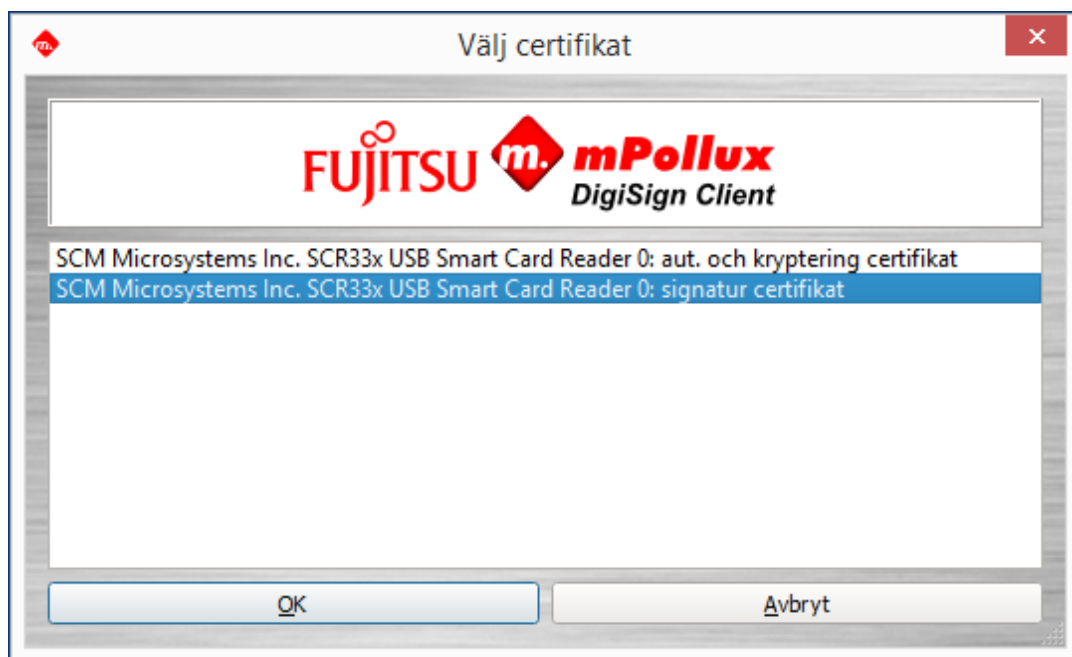 m.
Välj certifikat
FUJITSU m. mPollux
DigiSign Client
SCM Microsystems Inc. SCR33x USB Smart Card Reader 0: aut. och kryptering certifikat
SCM Microsystems Inc. SCR33x USB Smart Card Reader 0: signatur certifikat
OK Avbryt